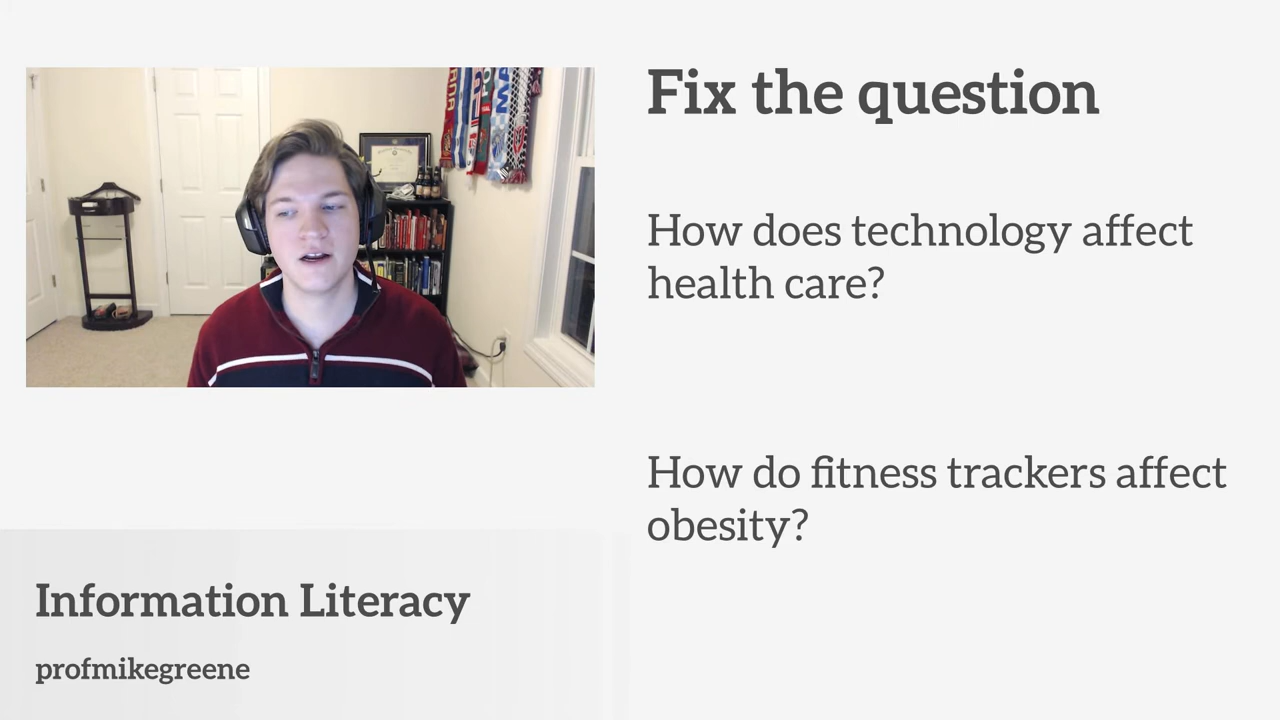 Fix the question
How does technology affect
health care?
How do fitness trackers affect
obesity?
Information Literacy
profmikegreene